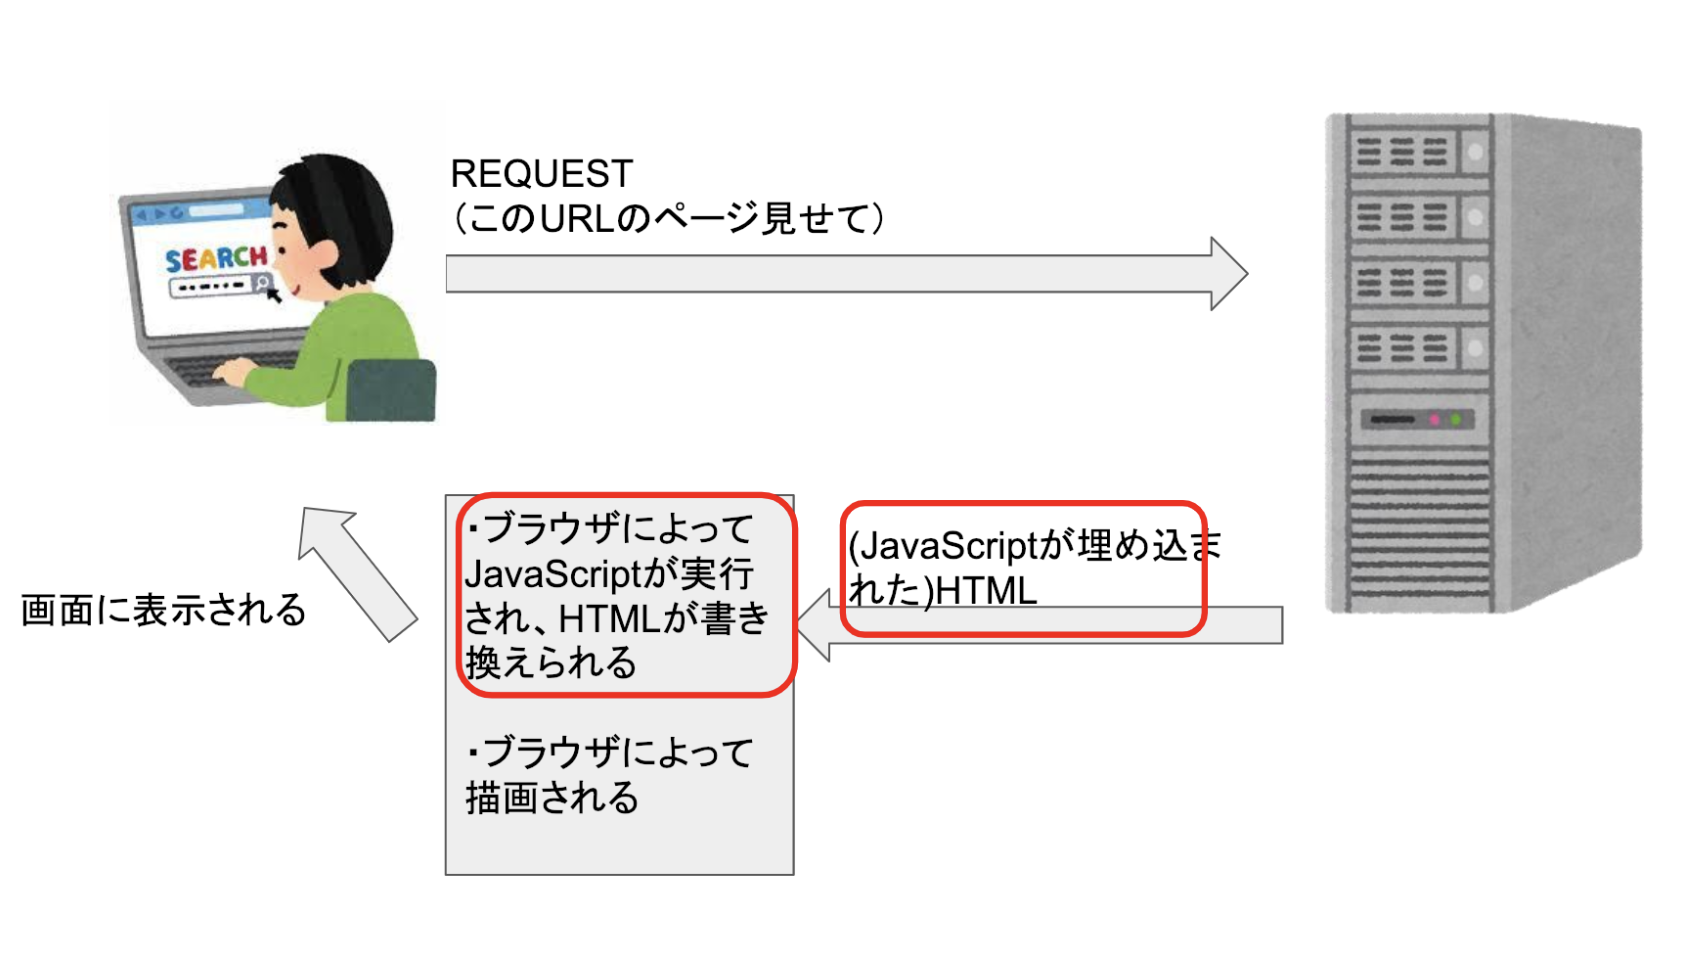 REQUEST
（このURLのページ見せて）
SEARCH
・ブラウザによって
JavaScriptが実行
され、HTMLが書き
換えられる
(JavaScriptが埋め込ま
れた)HTML
画面に表示される
・ブラウザによって
描画される